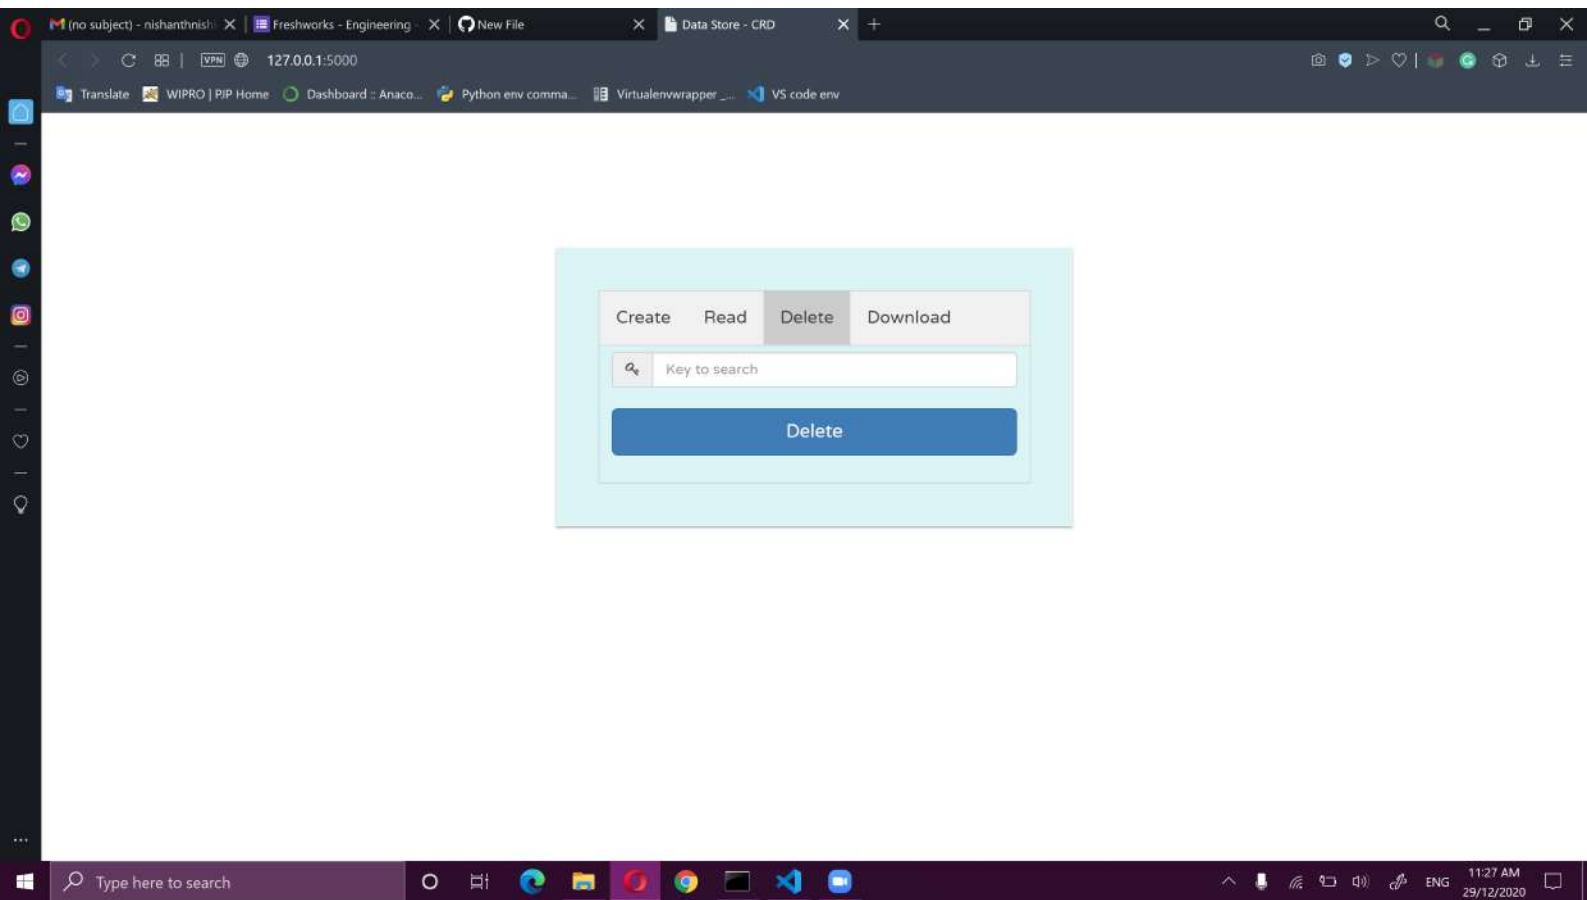 (no subject) - nishanthnish
Freshworks - Engineering -
New File
Data Store - CRD
VPN
127.0.0.1:5000
Translate
WIPRO | PJP Home
Dashboard :: Anaco...
Python env comma...
Virtualenvwrapper _...
VS code env
Create Read Delete Download
Key to search
Delete
Type here to search
ENG
11:27 AM
29/12/2020